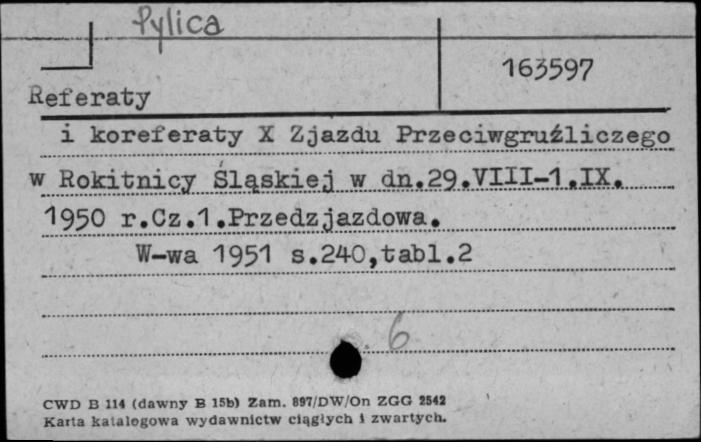 Pylica
163597
Referaty
i koreferaty X Zjazdu Przeciwgruźliczego
w Rokitnicy Śląskiej w dn.29.VIII-1.IX.
1950 r.Cz.1.Przedzjazdowa.
W-wa 1951 s.240,tabl.2
6
CWD B 114 (dawny B 15b) Zam. 897/DW/On ZGG 2542
Karta katalogowa wydawnictw ciągłych i zwartych.